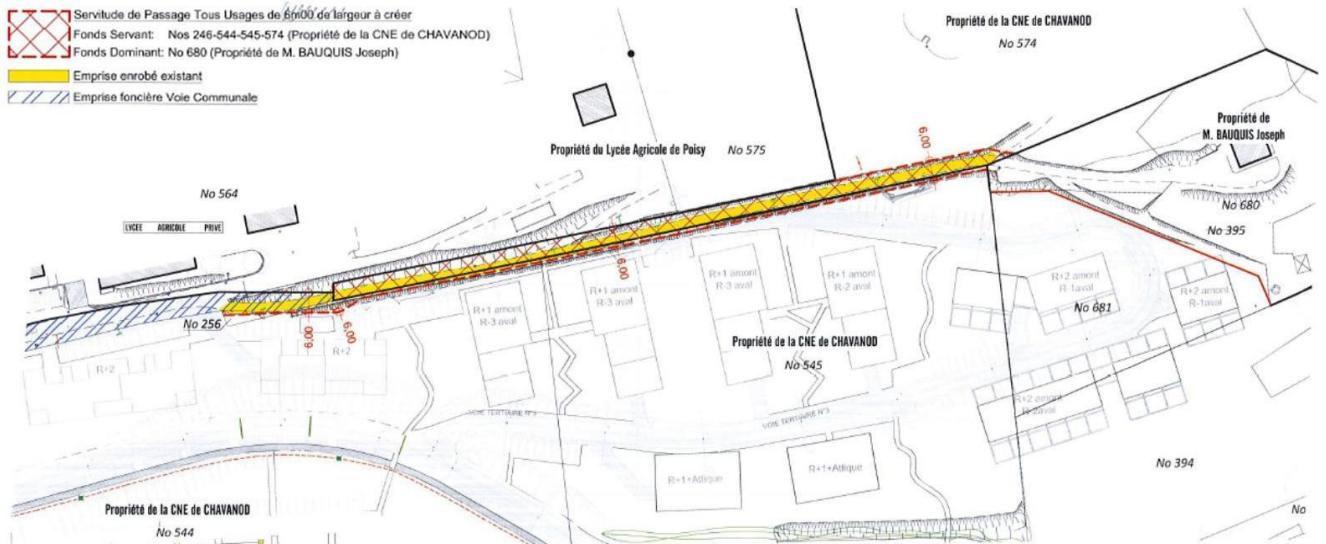 Servitude de Passage Tous Usages de 6m00 de largeur à créer
Fonds Servant: Nos 246-544-545-574 (Propriété de la CNE de CHAVANOD)
Fonds Dominant: No 680 (Propriété de M. BAUQUIS Joseph)
Emprise enrobé existant
Emprise foncière Voie Communale
Propriété de la CNE de CHAVANOD
No 574
Propriété de
M. BAUQUIS Joseph
Propriété du Lycée Agricole de Poisy
No 575
6,00
No 564
LYCEE AGRICOLE PRIVE
No 680
No 395
6,00
R+1 amont
R-3 aval
R+1 amont
R-3 aval
R+1 amont
R-2 aval
R+2 amont
R-1aval
R+2 amont
R-1aval
No 256
6,00
6,00
R+1 amont
R-3 aval
No 681
Propriété de la CNE de CHAVANOD
No 545
R+2
R+2
VOIE TERTIAIRE N°3
VOIE TERTIAIRE N°3
R+2 amont
R-2aval
R+1+Attique
R+1+Attique
No 394
Propriété de la CNE de CHAVANOD
No 544
No